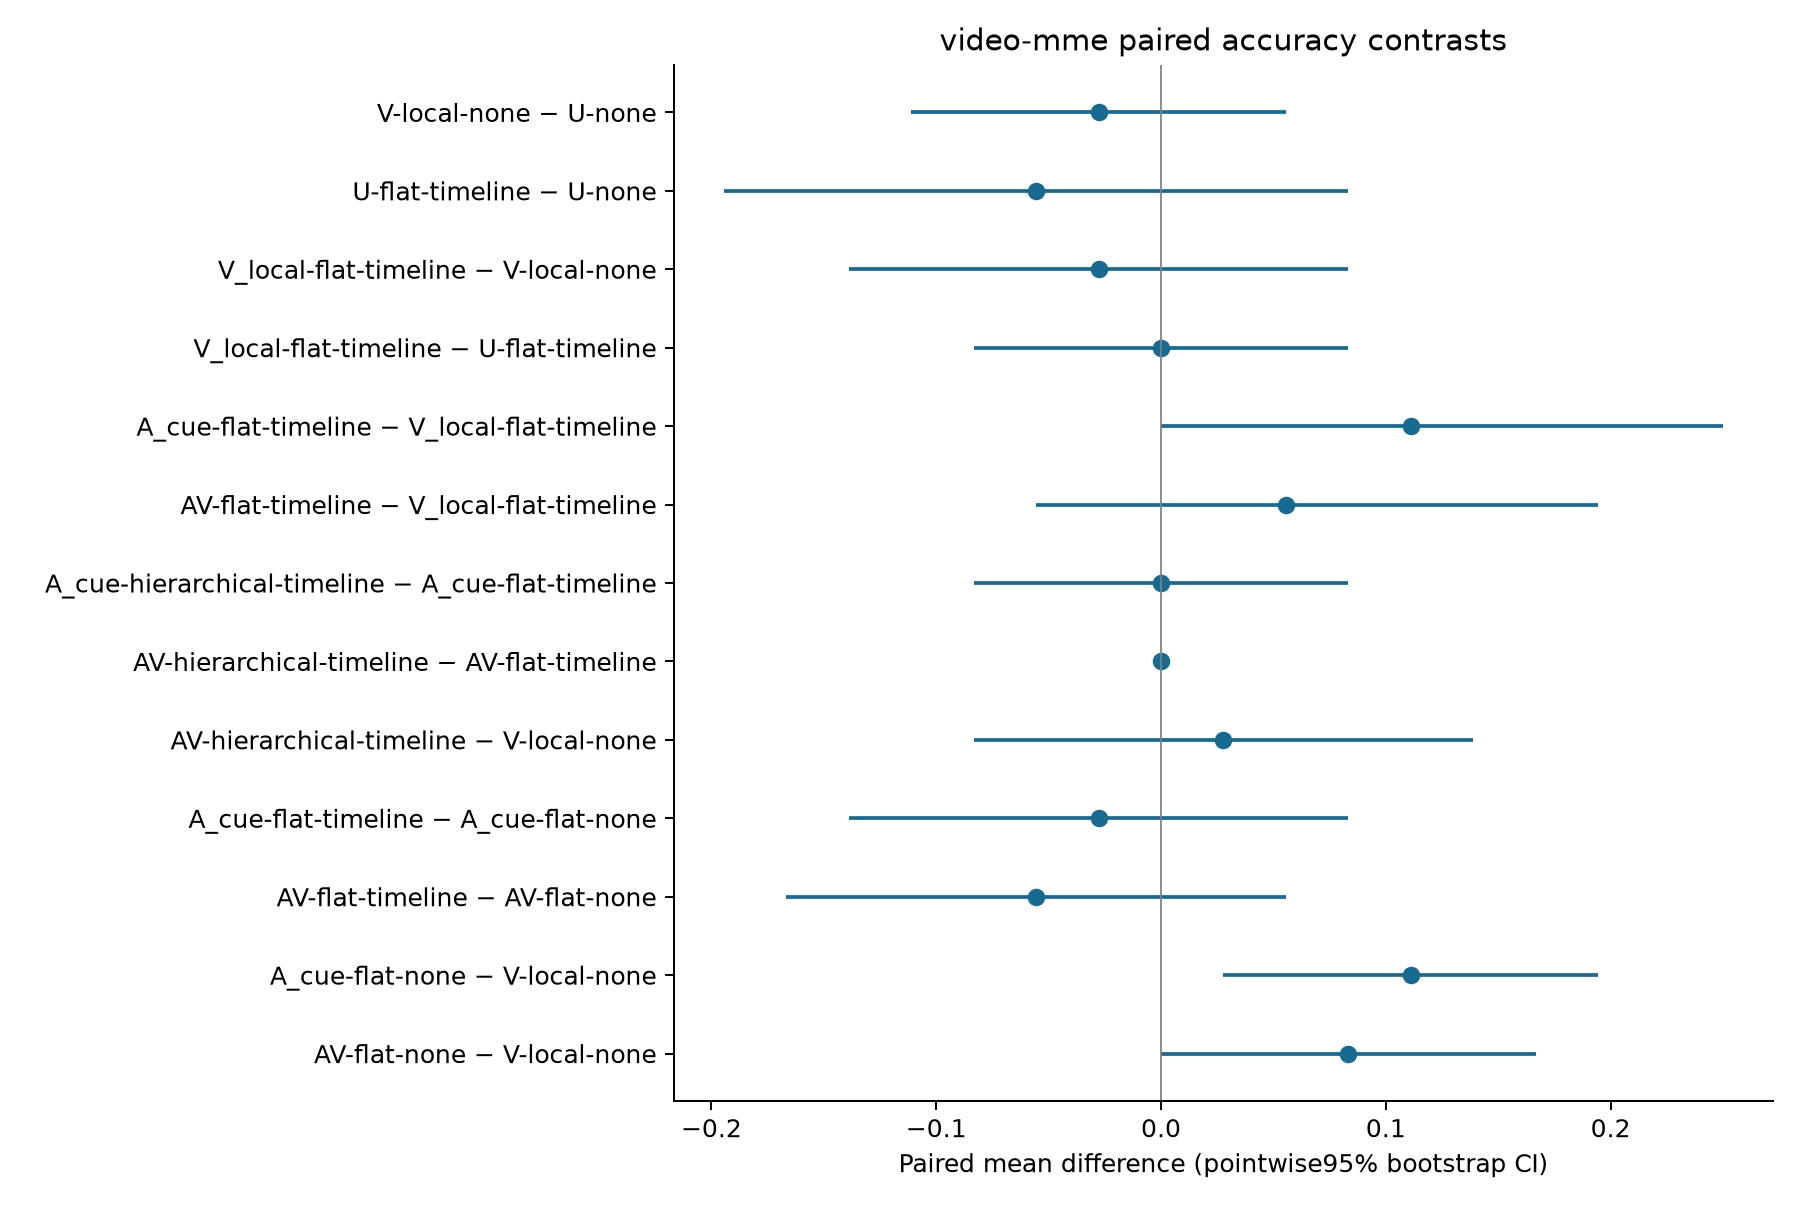 video-mme paired accuracy contrasts
V-local-none − U-none
U-flat-timeline − U-none
V_local-flat-timeline − V-local-none
V_local-flat-timeline − U-flat-timeline
A_cue-flat-timeline − V_local-flat-timeline
AV-flat-timeline − V_local-flat-timeline
A_cue-hierarchical-timeline − A_cue-flat-timeline
AV-hierarchical-timeline − AV-flat-timeline
AV-hierarchical-timeline − V-local-none
A_cue-flat-timeline − A_cue-flat-none
AV-flat-timeline − AV-flat-none
A_cue-flat-none − V-local-none
AV-flat-none − V-local-none
−0.2 −0.1 0.0 0.1 0.2
Paired mean difference (pointwise95% bootstrap CI)